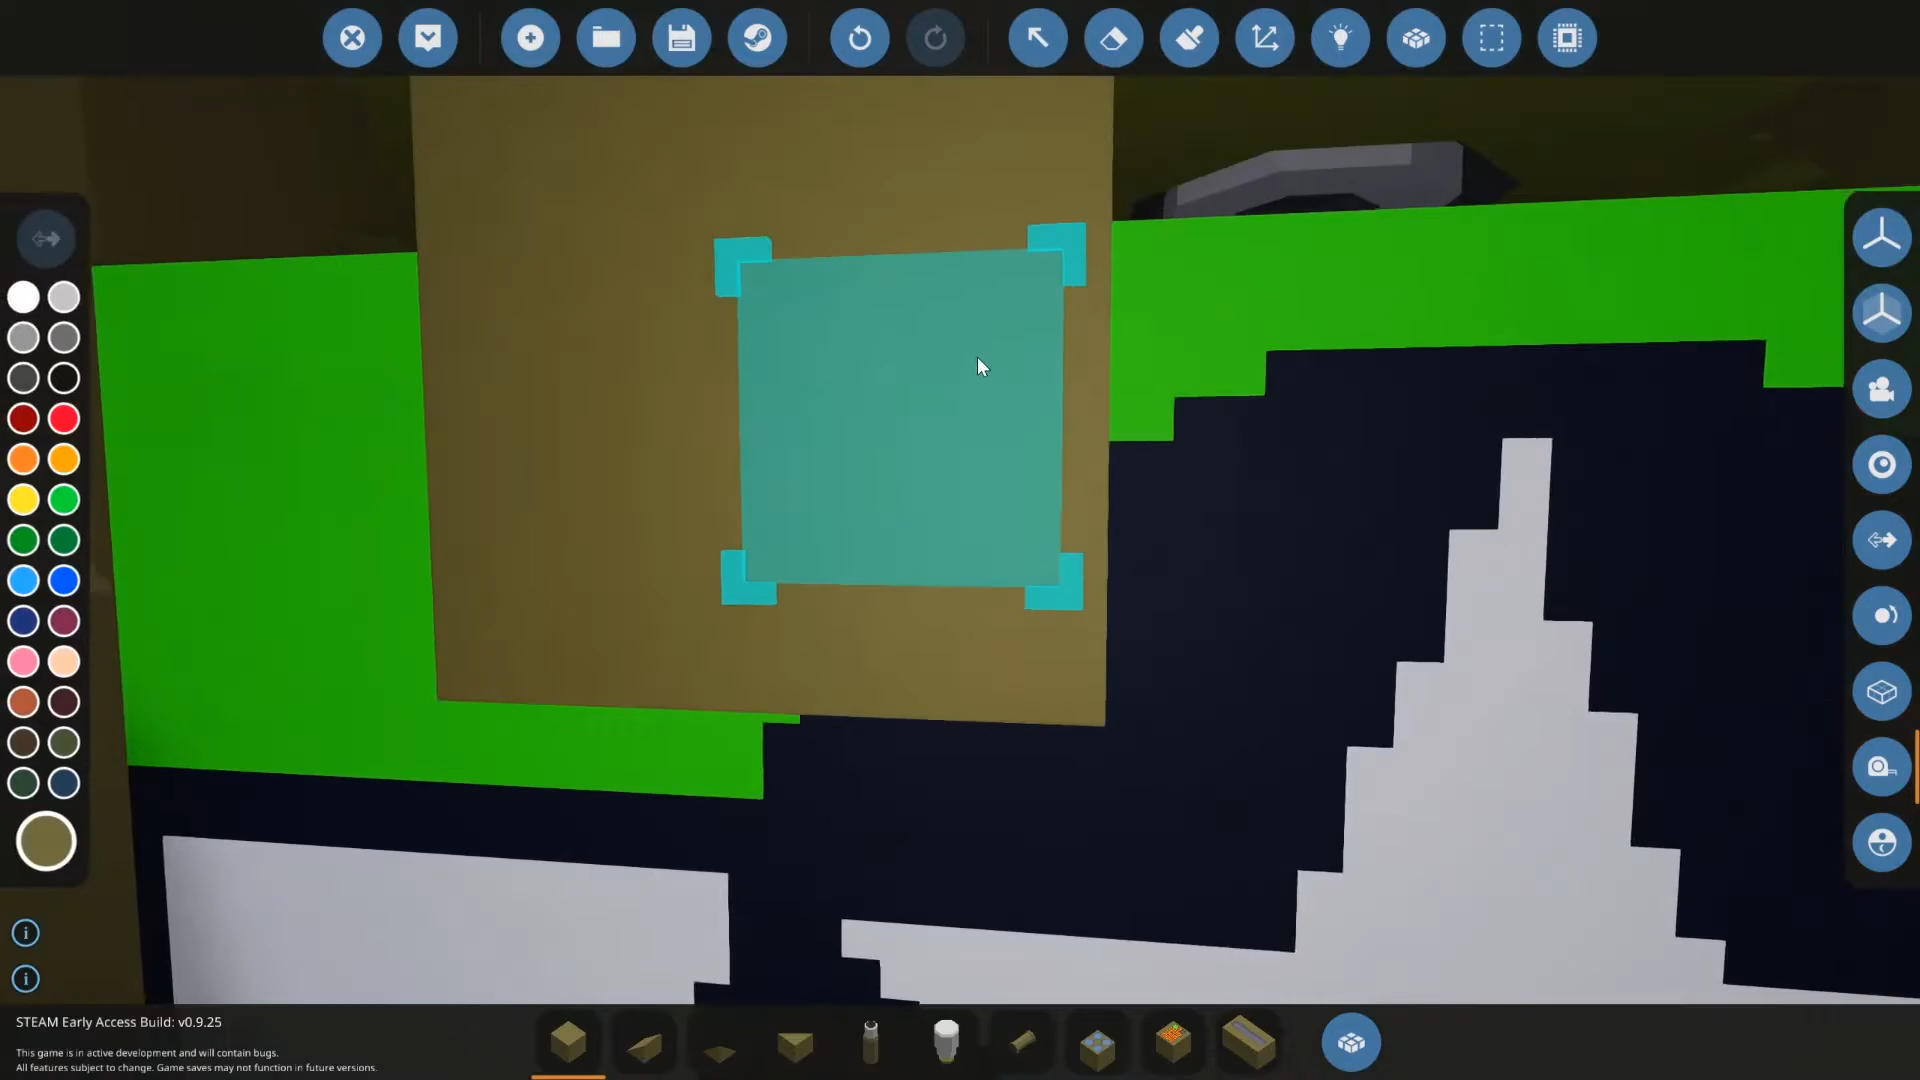 STEAM Early Access Build: v0.9.25
This game is in active development and will contain bugs.
All features subject to change. Game saves may not function in future versions.